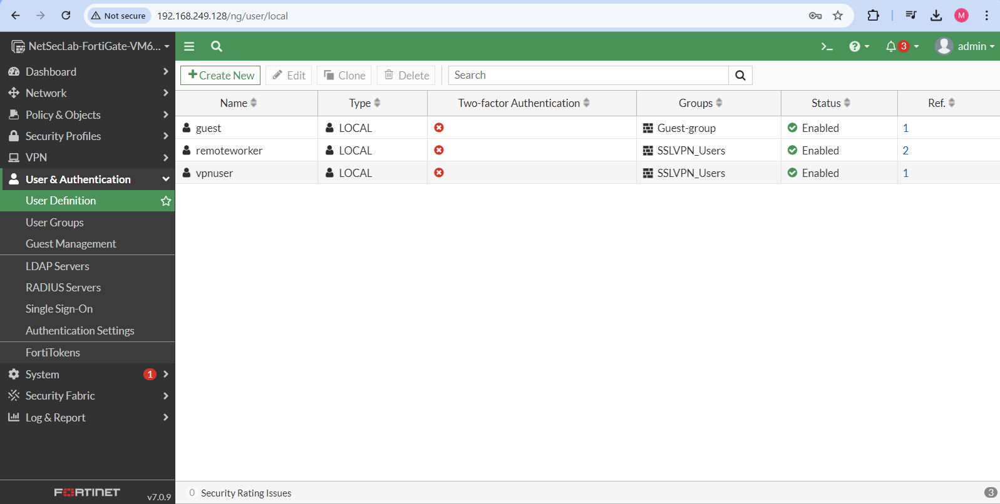 Not secure
192.168.249.128/ng/user/local
M
NetSecLab-FortiGate-VM6...
3
admin
Dashboard
Network
Policy & Objects
Security Profiles
VPN
User & Authentication
User Definition
User Groups
Guest Management
LDAP Servers
RADIUS Servers
Single Sign-On
Authentication Settings
FortiTokens
System 1
Security Fabric
Log & Report
FORTINET
v7.0.9
Create New Edit Clone Delete Search
Name Type Two-factor Authentication Groups Status Ref.
guest LOCAL Guest-group Enabled 1
remoteworker LOCAL SSLVPN_Users Enabled 2
vpnuser LOCAL SSLVPN_Users Enabled 1
0 Security Rating Issues 3